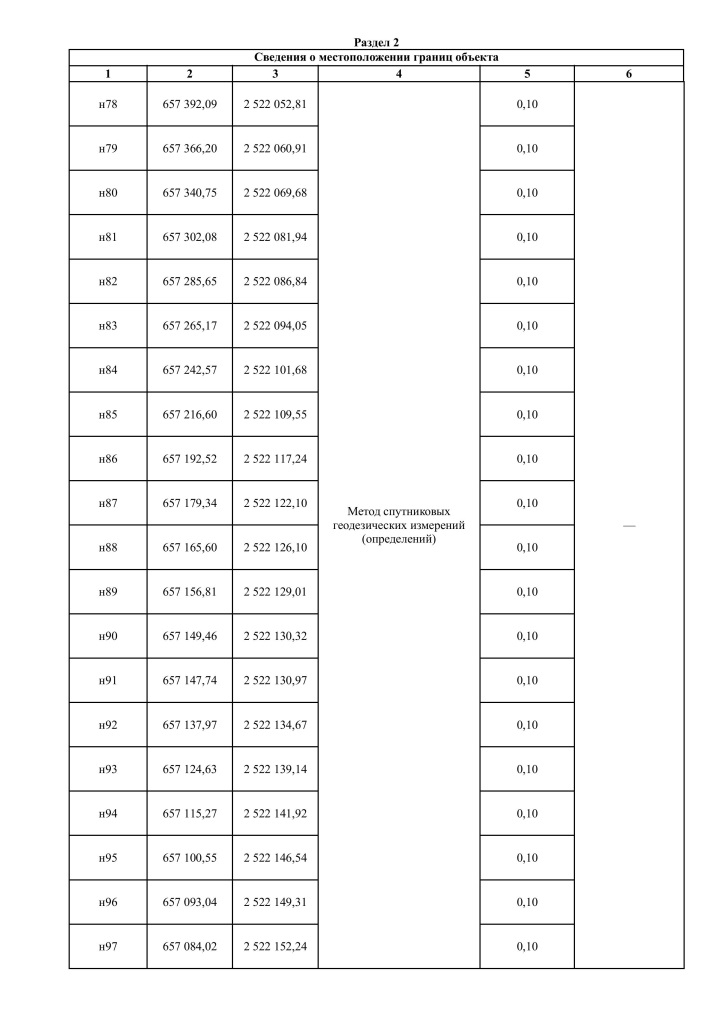 Раздел 2
Сведения о местоположении границ объекта
1 2 3 4 5 6
н78 657 392,09 2 522 052,81 0,10
н79 657 366,20 2 522 060,91 0,10
н80 657 340,75 2 522 069,68 0,10
н81 657 302,08 2 522 081,94 0,10
н82 657 285,65 2 522 086,84 0,10
н83 657 265,17 2 522 094,05 0,10
н84 657 242,57 2 522 101,68 0,10
н85 657 216,60 2 522 109,55 0,10
н86 657 192,52 2 522 117,24 0,10
н87 657 179,34 2 522 122,10 0,10
Метод спутниковых
геодезических измерений
(определений)
—
н88 657 165,60 2 522 126,10 0,10
н89 657 156,81 2 522 129,01 0,10
н90 657 149,46 2 522 130,32 0,10
н91 657 147,74 2 522 130,97 0,10
н92 657 137,97 2 522 134,67 0,10
н93 657 124,63 2 522 139,14 0,10
н94 657 115,27 2 522 141,92 0,10
н95 657 100,55 2 522 146,54 0,10
н96 657 093,04 2 522 149,31 0,10
н97 657 084,02 2 522 152,24 0,10